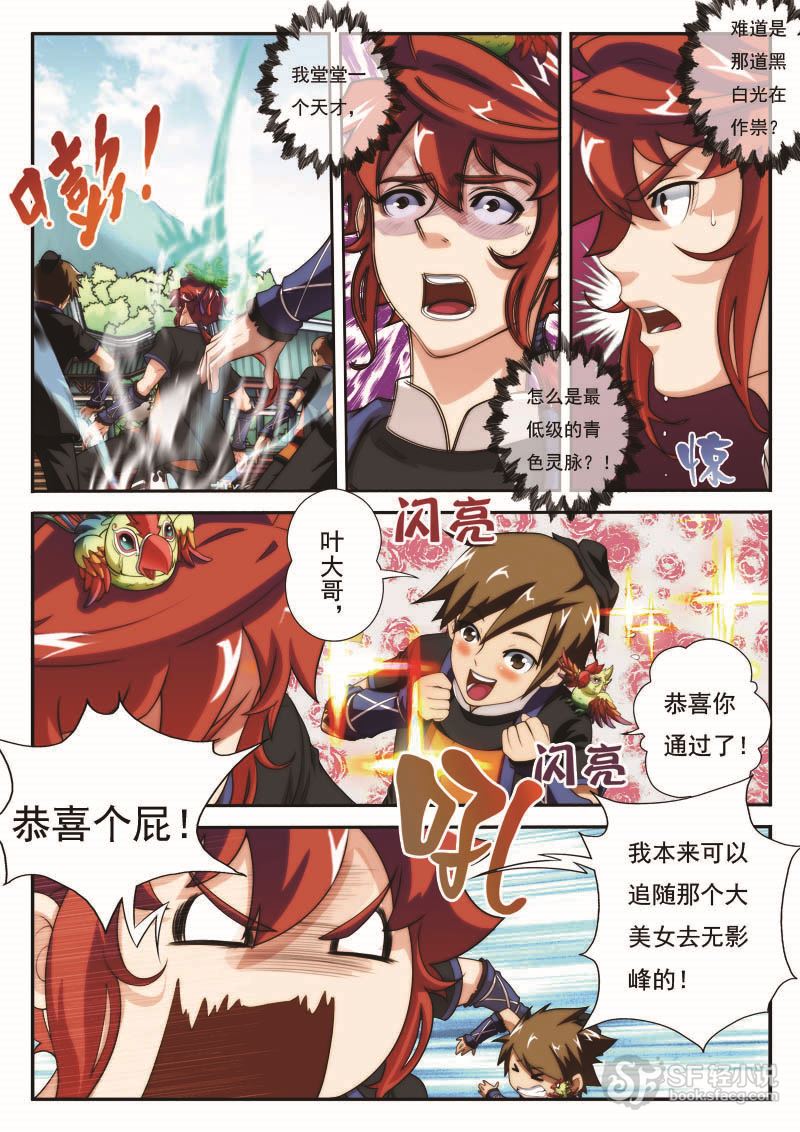 嘭！
我堂堂一
个天才，
怎么是最
低级的青
色灵脉？！
难道是
那道黑
白光在
作祟？
惊
叶大哥，
闪亮
恭喜你
通过了！
闪亮
恭喜个屁！
吼
我本来可以
追随那个大
美女去无影
峰的！
SF轻小说
book.sfacg.com